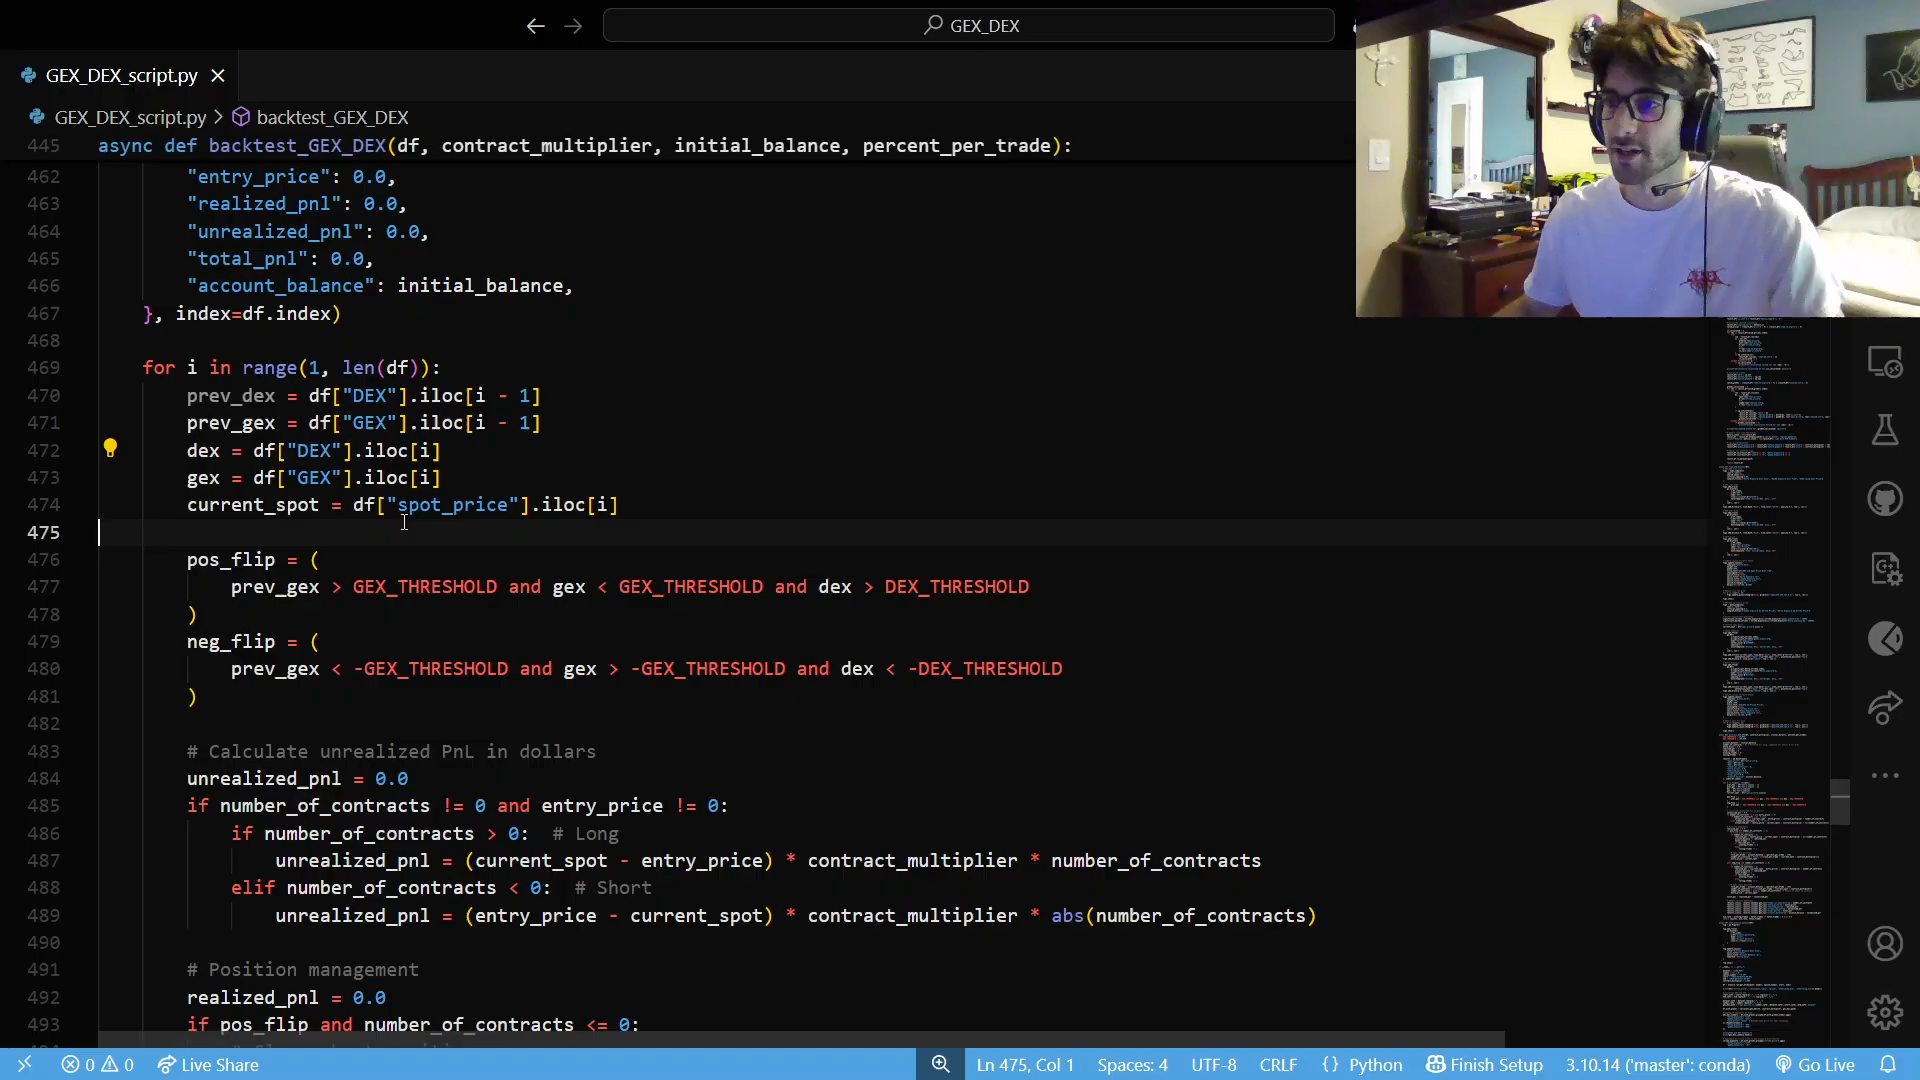 GEX_DEX
GEX_DEX_script.py
GEX_DEX_script.py > backtest_GEX_DEX
445 async def backtest_GEX_DEX(df, contract_multiplier, initial_balance, percent_per_trade):
462 "entry_price": 0.0,
463 "realized_pnl": 0.0,
464 "unrealized_pnl": 0.0,
465 "total_pnl": 0.0,
466 "account_balance": initial_balance,
467 }, index=df.index)
468
469 for i in range(1, len(df)):
470 prev_dex = df["DEX"].iloc[i - 1]
471 prev_gex = df["GEX"].iloc[i - 1]
472 dex = df["DEX"].iloc[i]
473 gex = df["GEX"].iloc[i]
474 current_spot = df["spot_price"].iloc[i]
475
476 pos_flip = (
477 prev_gex > GEX_THRESHOLD and gex < GEX_THRESHOLD and dex > DEX_THRESHOLD
478 )
479 neg_flip = (
480 prev_gex < -GEX_THRESHOLD and gex > -GEX_THRESHOLD and dex < -DEX_THRESHOLD
481 )
482
483 # Calculate unrealized PnL in dollars
484 unrealized_pnl = 0.0
485 if number_of_contracts != 0 and entry_price != 0:
486 if number_of_contracts > 0: # Long
487 unrealized_pnl = (current_spot - entry_price) * contract_multiplier * number_of_contracts
488 elif number_of_contracts < 0: # Short
489 unrealized_pnl = (entry_price - current_spot) * contract_multiplier * abs(number_of_contracts)
490
491 # Position management
492 realized_pnl = 0.0
493 if pos_flip and number_of_contracts <= 0:
0 0 Live Share Ln 475, Col 1 Spaces: 4 UTF-8 CRLF {} Python Finish Setup 3.10.14 ('master': conda) Go Live